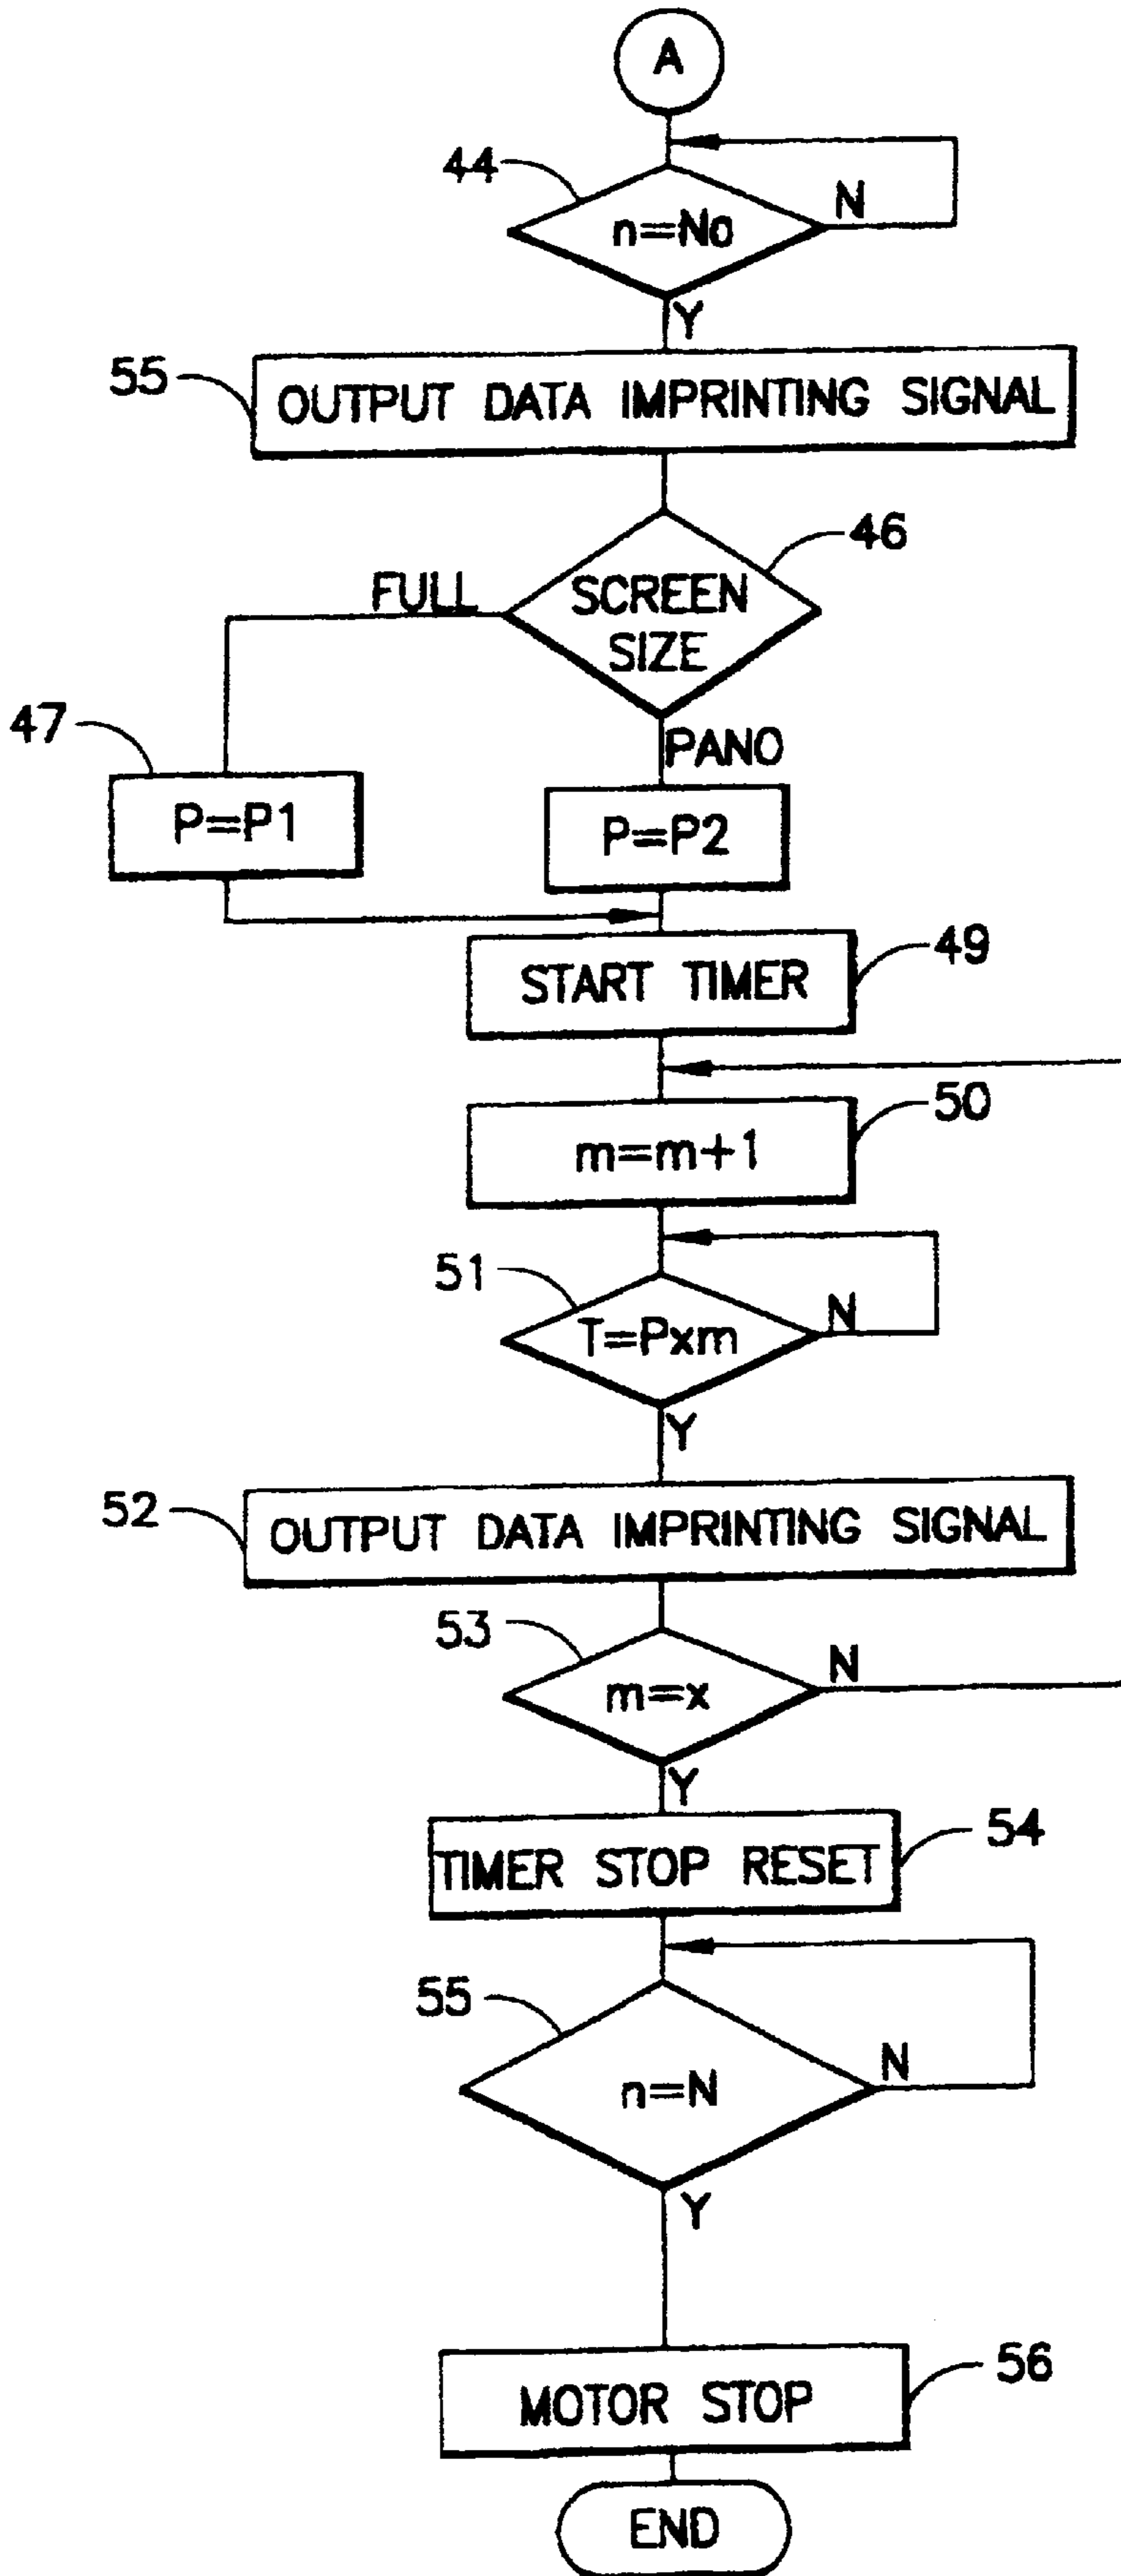 A
44
n=No
N
Y
55
OUTPUT DATA IMPRINTING SIGNAL
46
FULL
SCREEN
SIZE
47
PANO
P=P1
P=P2
49
START TIMER
50
m=m+1
51
T=Pxm
N
Y
52
OUTPUT DATA IMPRINTING SIGNAL
53
m=x
N
Y
54
TIMER STOP RESET
55
n=N
N
Y
56
MOTOR STOP
END